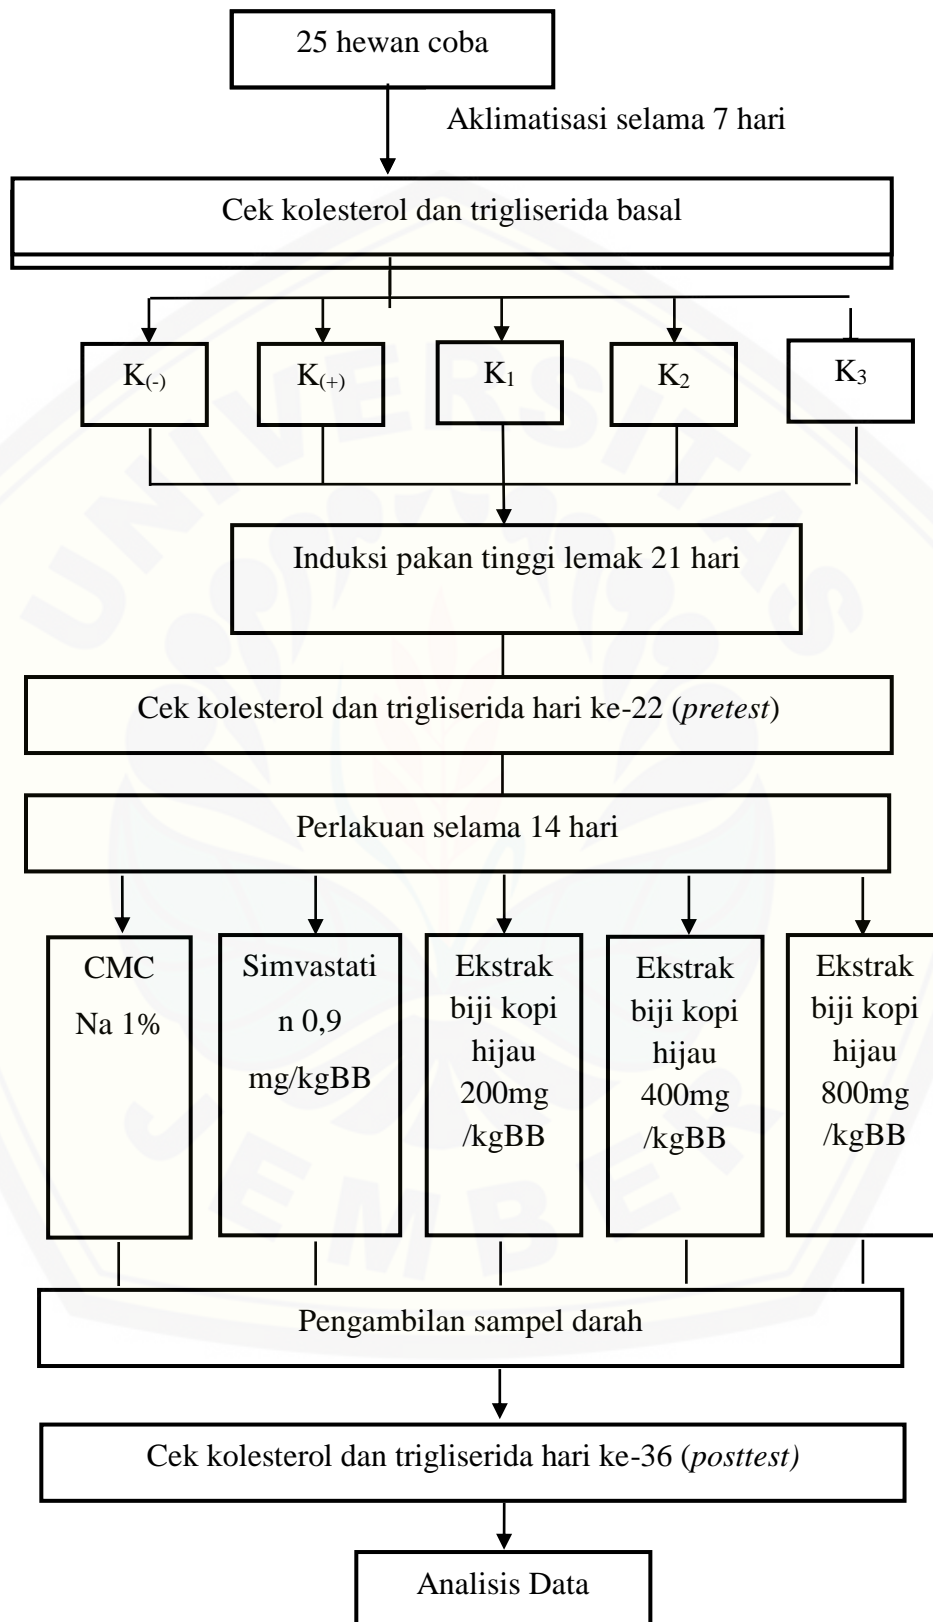 25 hewan coba
Aklimatisasi selama 7 hari
Cek kolesterol dan trigliserida basal
K(-)
K(+)
K1
K2
K3
Induksi pakan tinggi lemak 21 hari
Cek kolesterol dan trigliserida hari ke-22 (pretest)
Perlakuan selama 14 hari
CMC
Na 1%
Simvastati
n 0,9
mg/kgBB
Ekstrak
biji kopi
hijau
200mg
/kgBB
Ekstrak
biji kopi
hijau
400mg
/kgBB
Ekstrak
biji kopi
hijau
800mg
/kgBB
Pengambilan sampel darah
Cek kolesterol dan trigliserida hari ke-36 (posttest)
Analisis Data
UNIVERSITAS
JEMBER